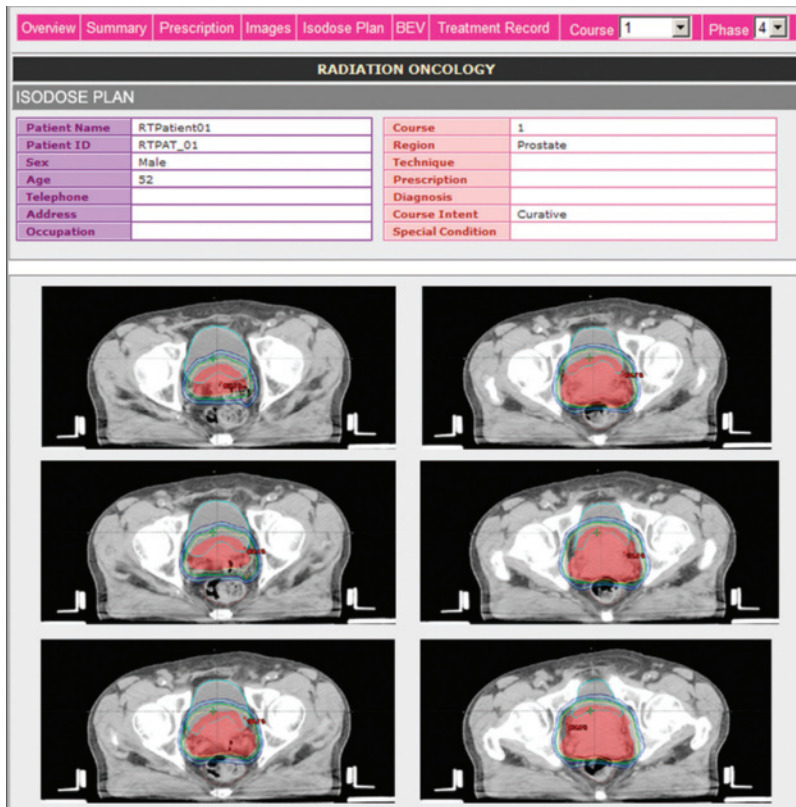 Overview Summary Prescription Images Isodose Plan BEV Treatment Record Course 1 Phase 4
RADIATION ONCOLOGY
ISODOSE PLAN
Patient Name RTPatient01 Course 1
Patient ID RTPAT_01 Region Prostate
Sex Male Technique
Age 52 Prescription
Telephone Diagnosis
Address Course Intent Curative
Occupation Special Condition